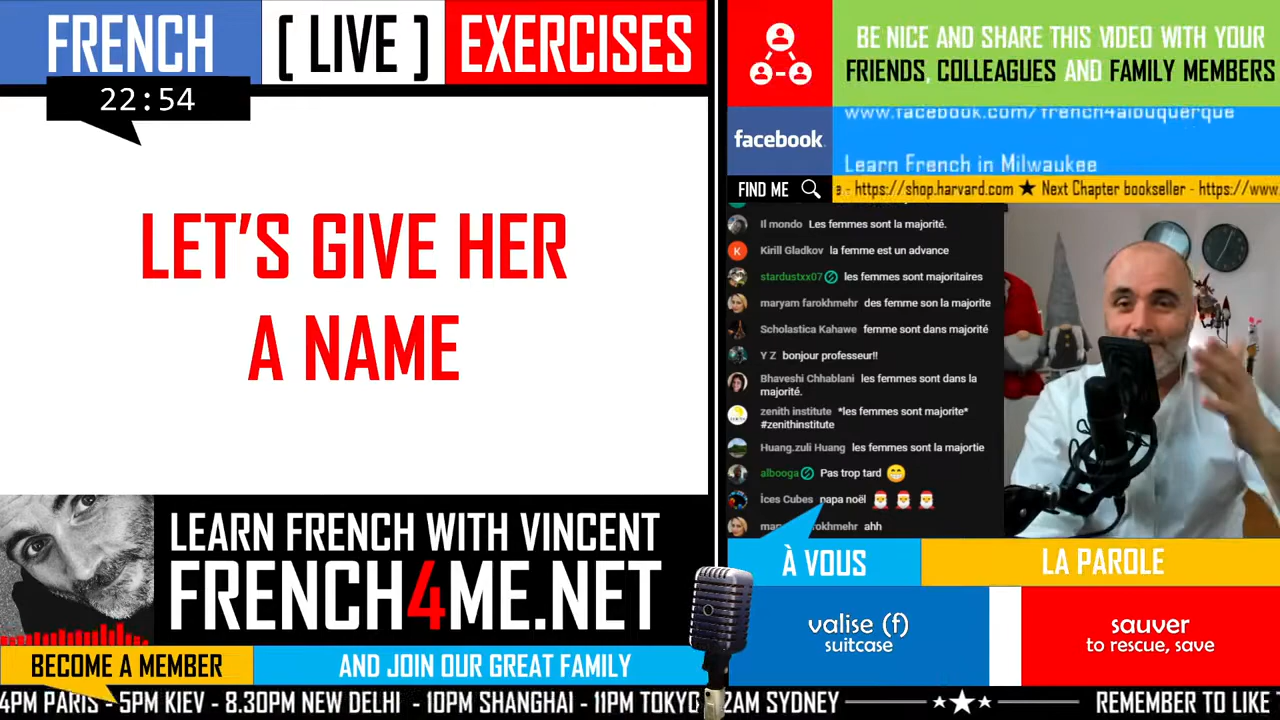 FRENCH
[ LIVE ]
EXERCISES
22:54
LET'S GIVE HER
A NAME
LEARN FRENCH WITH VINCENT
FRENCH4ME.NET
BECOME A MEMBER
AND JOIN OUR GREAT FAMILY
BE NICE AND SHARE THIS VIDEO WITH YOUR
FRIENDS, COLLEAGUES AND FAMILY MEMBERS
facebook
www.facebook.com/french4albuquerque
Learn French in Milwaukee
FIND ME
e - https://shop.harvard.com ★ Next Chapter bookseller - https://www.
Il mondo Les femmes sont la majorité.
Kirill Gladkov la femme est un advance
stardustxx07 les femmes sont majoritaires
maryam farokhmehr des femme son la majorite
Scholastica Kahawe femme sont dans majorité
Y Z bonjour professeur!!
Bhaveshi Chhablani les femmes sont dans la
majorité.
zenith institute *les femmes sont majorite*
#zenithinstitute
Huang.zuli Huang les femmes sont la majortie
albooga Pas trop tard 😁
İces Cubes papa noël 🎅🎅🎅
ahh
À VOUS
LA PAROLE
valise (f)
suitcase
sauver
to rescue, save
4PM PARIS - 5PM KIEV - 8.30PM NEW DELHI - 10PM SHANGHAI - 11PM TOKYO 2AM SYDNEY ★★★ REMEMBER TO LIKE